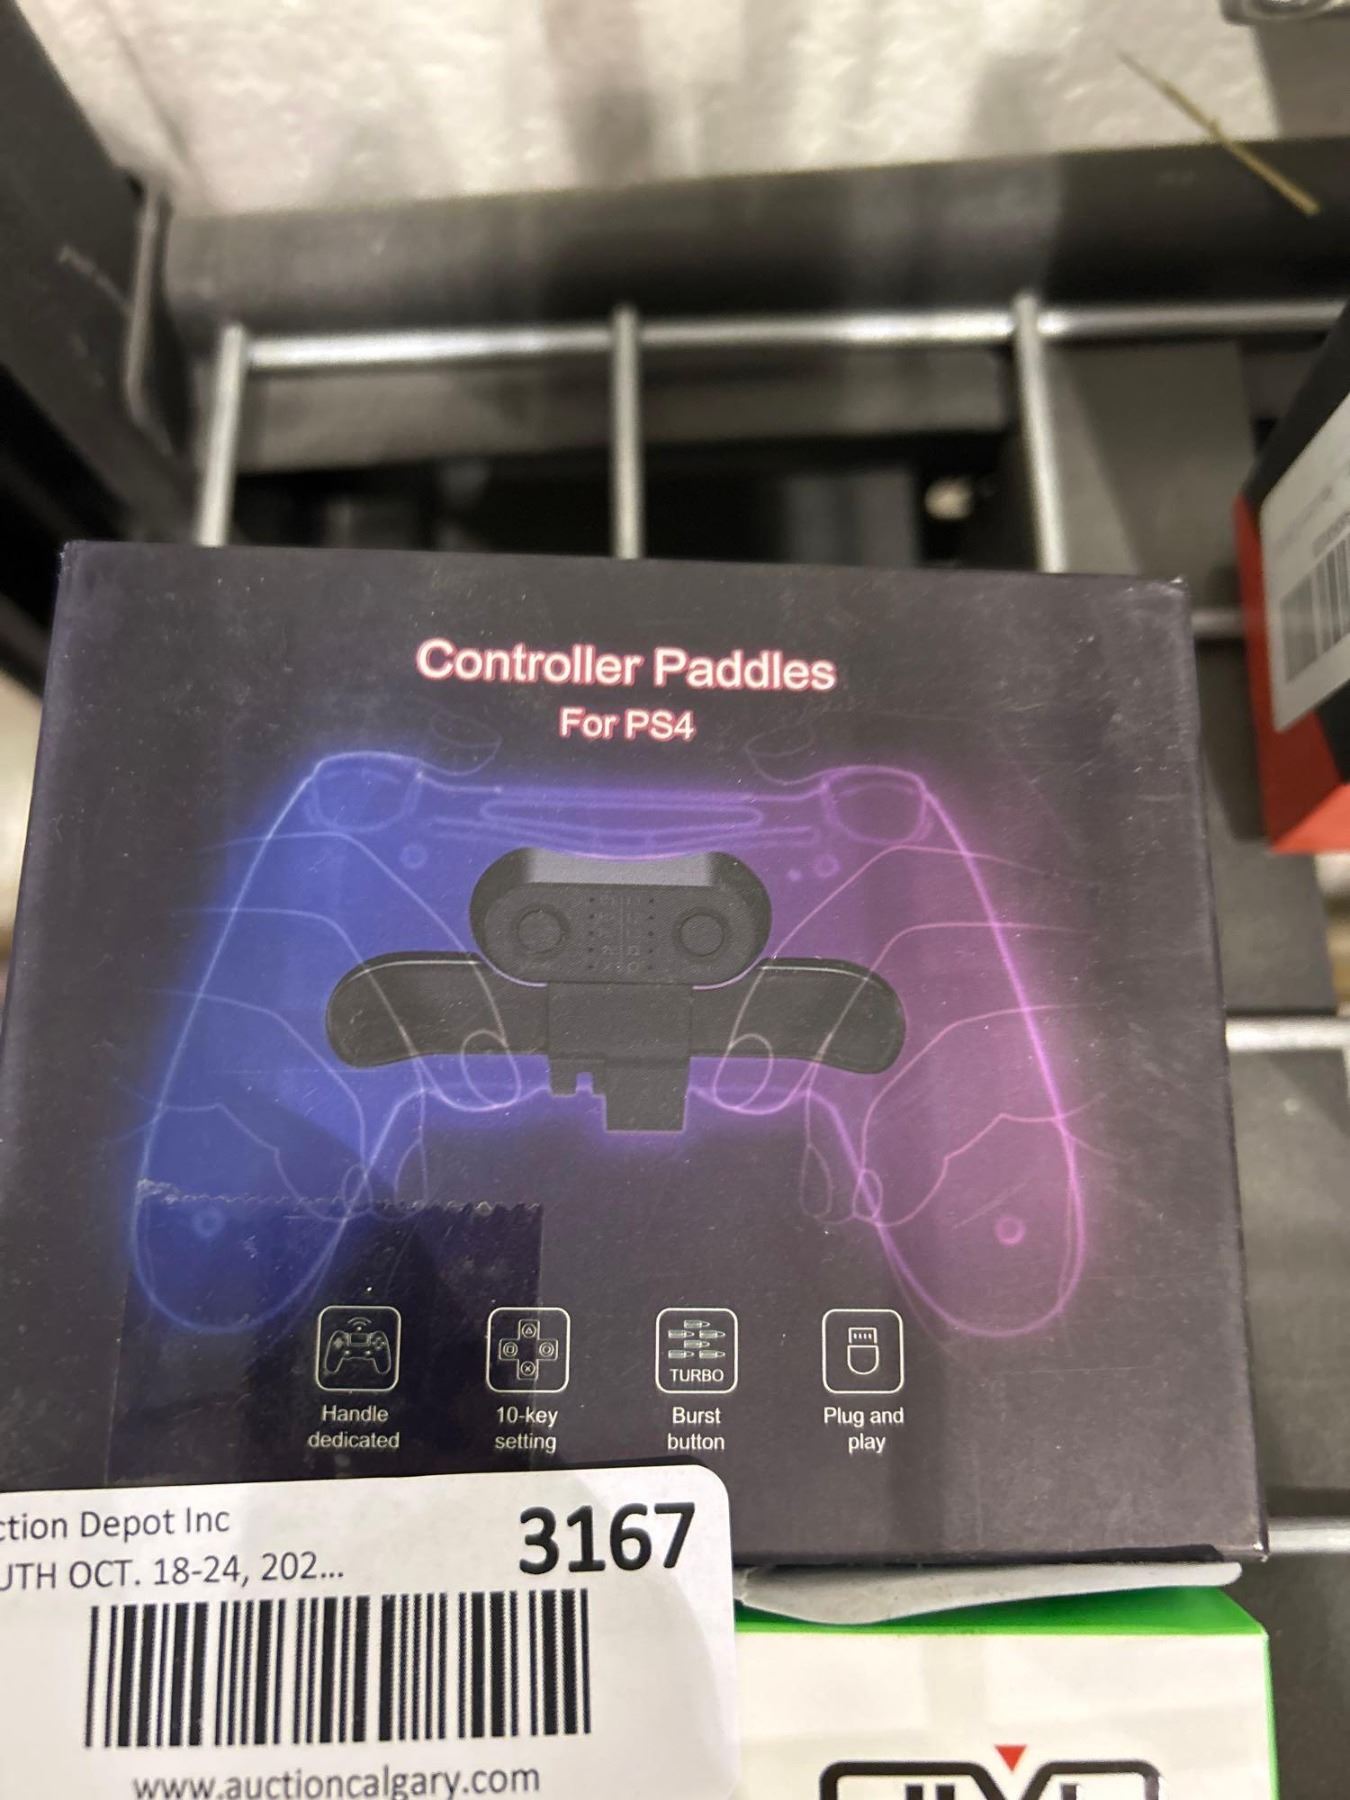 Controller Paddles
For PS4
TURBO
Handle
dedicated
10-key
setting
Burst
button
Plug and
play
ction Depot Inc
3167
UTH OCT. 18-24, 202...
www.auctioncalgary.com